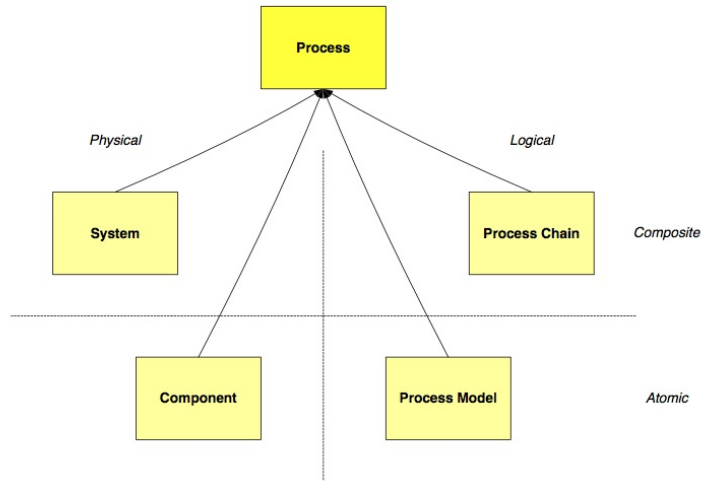 Process
Physical
Logical
System
Process Chain
Composite
Component
Process Model
Atomic